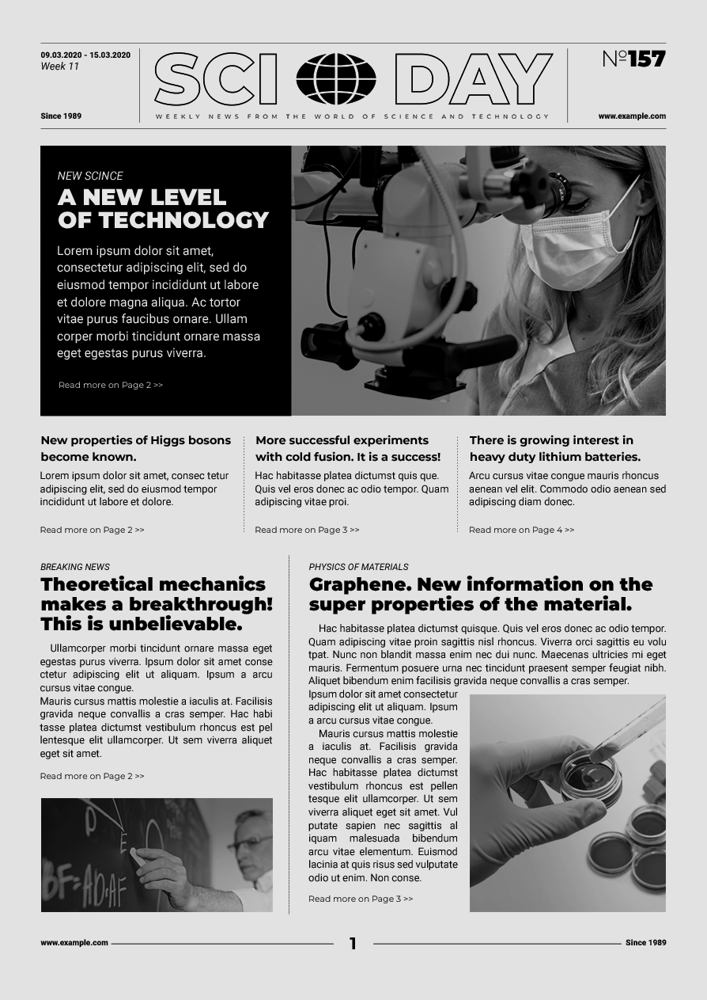 09.03.2020 - 15.03.2020
Week 11
Since 1989
SCI DAY
WEEKLY NEWS FROM THE WORLD OF SCIENCE AND TECHNOLOGY
Nº157
www.example.com
NEW SCINCE
A NEW LEVEL
OF TECHNOLOGY
Lorem ipsum dolor sit amet,
consectetur adipiscing elit, sed do
eiusmod tempor incididunt ut labore
et dolore magna aliqua. Ac tortor
vitae purus faucibus ornare. Ullam
corper morbi tincidunt ornare massa
eget egestas purus viverra.
Read more on Page 2 >>
New properties of Higgs bosons
become known.
Lorem ipsum dolor sit amet, consec tetur
adipiscing elit, sed do eiusmod tempor
incididunt ut labore et dolore.
Read more on Page 2 >>
More successful experiments
with cold fusion. It is a success!
Hac habitasse platea dictumst quis que.
Quis vel eros donec ac odio tempor. Quam
adipiscing vitae proi.
Read more on Page 3 >>
There is growing interest in
heavy duty lithium batteries.
Arcu cursus vitae congue mauris rhoncus
aenean vel elit. Commodo odio aenean sed
adipiscing diam donec.
Read more on Page 4 >>
BREAKING NEWS
Theoretical mechanics
makes a breakthrough!
This is unbelievable.
Ullamcorper morbi tincidunt ornare massa eget
egestas purus viverra. Ipsum dolor sit amet conse
ctetur adipiscing elit ut aliquam. Ipsum a arcu
cursus vitae congue.
Mauris cursus mattis molestie a iaculis at. Facilisis
gravida neque convallis a cras semper. Hac habi
tasse platea dictumst vestibulum rhoncus est pel
lentesque elit ullamcorper. Ut sem viverra aliquet
eget sit amet.
Read more on Page 2 >>
D
E
BF=AD·AF
PHYSICS OF MATERIALS
Graphene. New information on the
super properties of the material.
Hac habitasse platea dictumst quisque. Quis vel eros donec ac odio tempor.
Quam adipiscing vitae proin sagittis nisl rhoncus. Viverra orci sagittis eu volu
tpat. Nunc non blandit massa enim nec dui nunc. Maecenas ultricies mi eget
mauris. Fermentum posuere urna nec tincidunt praesent semper feugiat nibh.
Aliquet bibendum enim facilisis gravida neque convallis a cras semper.
Ipsum dolor sit amet consectetur
adipiscing elit ut aliquam. Ipsum
a arcu cursus vitae congue.
Mauris cursus mattis molestie
a iaculis at. Facilisis gravida
neque convallis a cras semper.
Hac habitasse platea dictumst
vestibulum rhoncus est pellen
tesque elit ullamcorper. Ut sem
viverra aliquet eget sit amet. Vul
putate sapien nec sagittis al
iquam malesuada bibendum
arcu vitae elementum. Euismod
lacinia at quis risus sed vulputate
odio ut enim. Non conse.
Read more on Page 3 >>
www.example.com
1
Since 1989